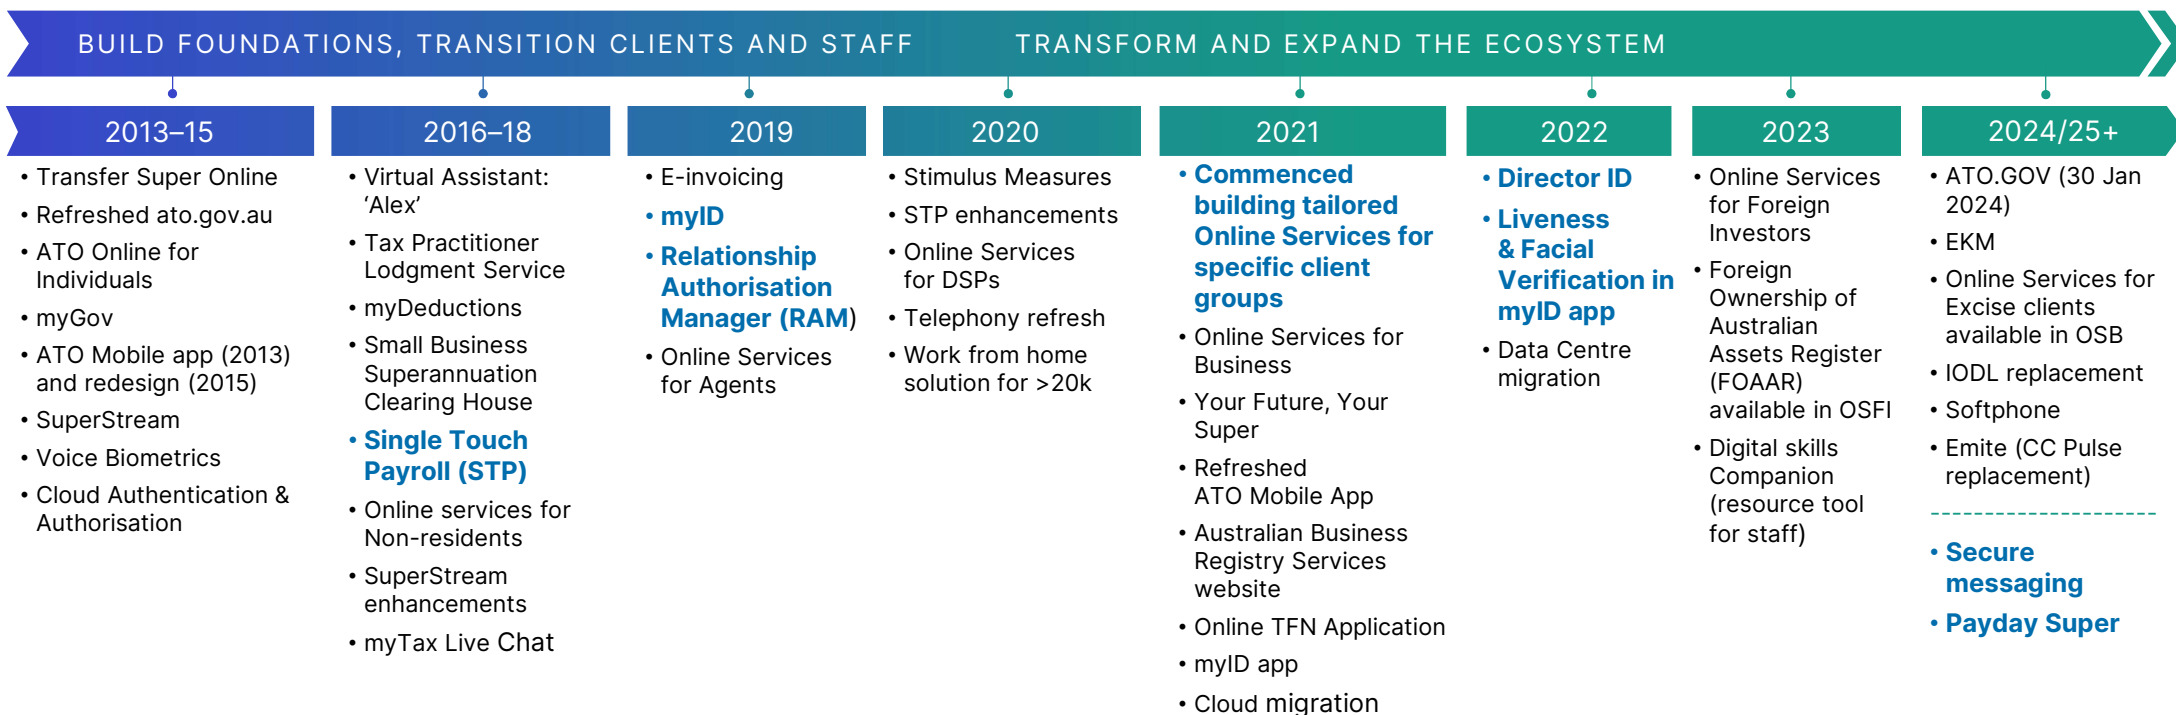 BUILD FOUNDATIONS, TRANSITION CLIENTS AND STAFF
TRANSFORM AND EXPAND THE ECOSYSTEM
2013–15
• Transfer Super Online
• Refreshed ato.gov.au
• ATO Online for
Individuals
• myGov
• ATO Mobile app (2013)
and redesign (2015)
• SuperStream
• Voice Biometrics
• Cloud Authentication &
Authorisation
2016–18
• Virtual Assistant:
‘Alex’
• Tax Practitioner
Lodgment Service
• myDeductions
• Small Business
Superannuation
Clearing House
• Single Touch
Payroll (STP)
• Online services for
Non-residents
• SuperStream
enhancements
• myTax Live Chat
2019
• E-invoicing
• myID
• Relationship
Authorisation
Manager (RAM)
• Online Services
for Agents
2020
• Stimulus Measures
• STP enhancements
• Online Services
for DSPs
• Telephony refresh
• Work from home
solution for >20k
2021
• Commenced
building tailored
Online Services for
specific client
groups
• Online Services for
Business
• Your Future, Your
Super
• Refreshed
ATO Mobile App
• Australian Business
Registry Services
website
• Online TFN Application
• myID app
• Cloud migration
2022
• Director ID
• Liveness
& Facial
Verification in
myID app
• Data Centre
migration
2023
• Online Services
for Foreign
Investors
• Foreign
Ownership of
Australian
Assets Register
(FOAAR)
available in OSFI
• Digital skills
Companion
(resource tool
for staff)
2024/25+
• ATO.GOV (30 Jan
2024)
• EKM
• Online Services for
Excise clients
available in OSB
• IODL replacement
• Softphone
• Emite (CC Pulse
replacement)
• Secure
messaging
• Payday Super